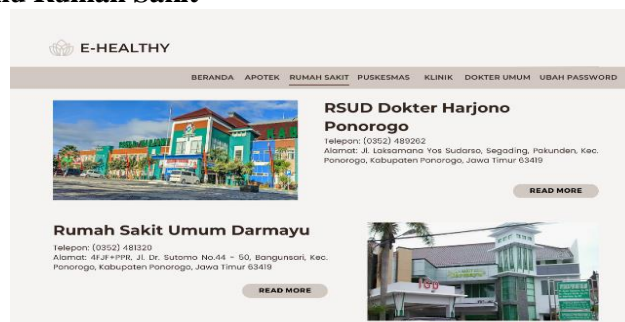 E-HEALTHY
BERANDA APOTEK RUMAH SAKIT PUSKESMAS KLINIK DOKTER UMUM UBAH PASSWORD
RSUD Dokter Harjono
Ponorogo
Telepon: (0352) 489262
Alamat: Jl. Laksamana Yos Sudarso, Segading, Pakunden, Kec.
Ponorogo, Kabupaten Ponorogo, Jawa Timur 63419
READ MORE
Rumah Sakit Umum Darmayu
Telepon: (0352) 481320
Alamat: 4FJF+PPR, Jl. Dr. Sutomo No.44 - 50, Bangunsari, Kec.
Ponorogo, Kabupaten Ponorogo, Jawa Timur 63419
READ MORE